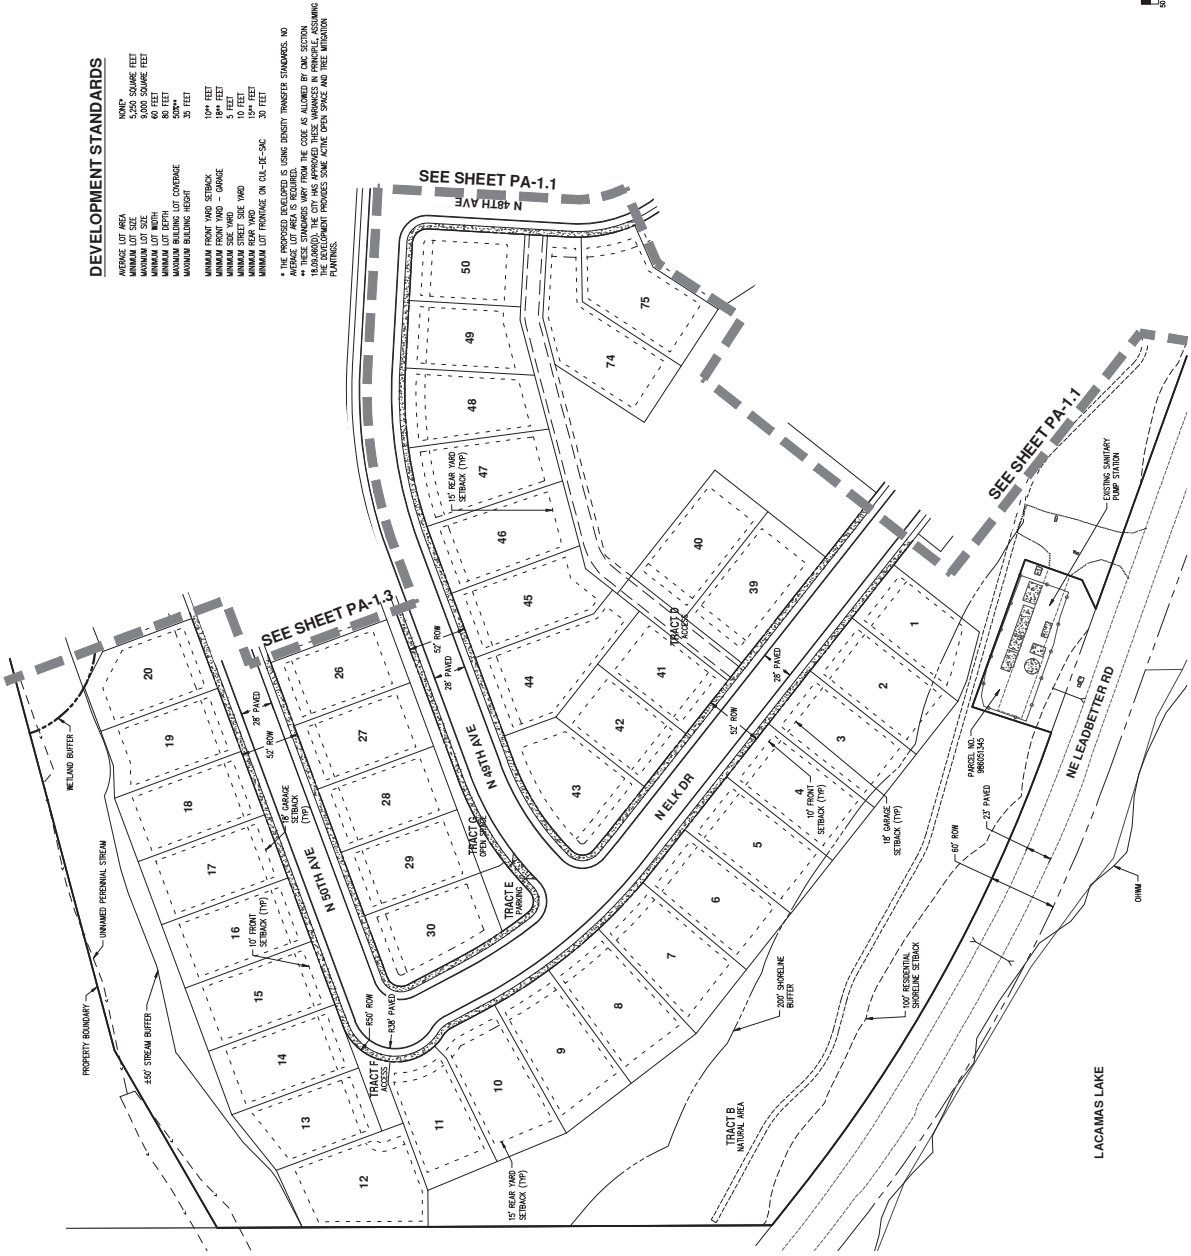 DEVELOPMENT STANDARDS
AVERAGE LOT AREA NONE*
MINIMUM LOT SIZE 5,250 SQUARE FEET
MAXIMUM LOT SIZE 9,000 SQUARE FEET
MINIMUM LOT WIDTH 60 FEET
MINIMUM LOT DEPTH 80 FEET
MAXIMUM BUILDING LOT COVERAGE 50%**
MAXIMUM BUILDING HEIGHT 35 FEET
MINIMUM FRONT YARD SETBACK 10** FEET
MINIMUM FRONT YARD - GARAGE 18** FEET
MINIMUM SIDE YARD 5 FEET
MINIMUM STREET SIDE YARD 10 FEET
MINIMUM REAR YARD 15** FEET
MINIMUM LOT FRONTAGE ON CUL-DE-SAC 30 FEET
* THE PROPOSED DEVELOPED IS USING DENSITY TRANSFER STANDARDS. NO
AVERAGE LOT AREA IS REQUIRED.
** THESE STANDARDS VARY FROM THE CODE AS ALLOWED BY CMC SECTION
18.09.060(D). THE CITY HAS APPROVED THESE VARIANCES IN PRINCIPLE, ASSUMING
THE DEVELOPMENT PROVIDES SOME ACTIVE OPEN SPACE AND TREE MITIGATION
PLANTINGS.
50
SEE SHEET PA-1.1
N 48TH AVE
50
49
48
47
46
45
44
43
42
41
40
39
74
75
15' REAR YARD
SETBACK (TYP)
TRACT D
ACCESS
SEE SHEET PA-1.3
52' ROW
28' PAVED
N 49TH AVE
20
19
18
17
16
15
14
13
12
11
10
9
8
7
6
5
4
3
2
1
26
27
28
29
30
WETLAND BUFFER
UNNAMED PERENNIAL STREAM
PROPERTY BOUNDARY
±50' STREAM BUFFER
28' PAVED
52' ROW
18' GARAGE
SETBACK
(TYP)
N 50TH AVE
10' FRONT
SETBACK (TYP)
TRACT G
OPEN SPACE
TRACT E
PARKING
R50' ROW
R38' PAVED
TRACT F
ACCESS
15' REAR YARD
SETBACK (TYP)
N ELK DR
28' PAVED
52' ROW
10' FRONT
SETBACK (TYP)
18' GARAGE
SETBACK (TYP)
200' SHORELINE
BUFFER
100' RESIDENTIAL
SHORELINE SETBACK
TRACT B
NATURAL AREA
SEE SHEET PA-1.1
EXISTING SANITARY
PUMP STATION
PARCEL NO.
986051345
NE LEADBETTER RD
23' PAVED
60' ROW
OHWM
LACAMAS LAKE